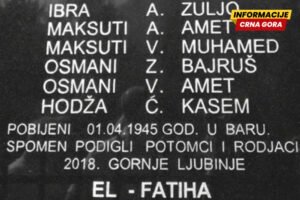 INFORMACIJE
CRNA GORA
IBRA A. ZULJO
MAKSUTI A. AMET
MAKSUTI V. MUHAMED
OSMANI Z. BAJRUŠ
OSMANI V. AMET
HODŽA Ć. KASEM
POBIJENI 01.04.1945 GOD. U BARU.
SPOMEN PODIGLI POTOMCI I RODJACI
2018. GORNJE LJUBINJE
EL - FATIHA